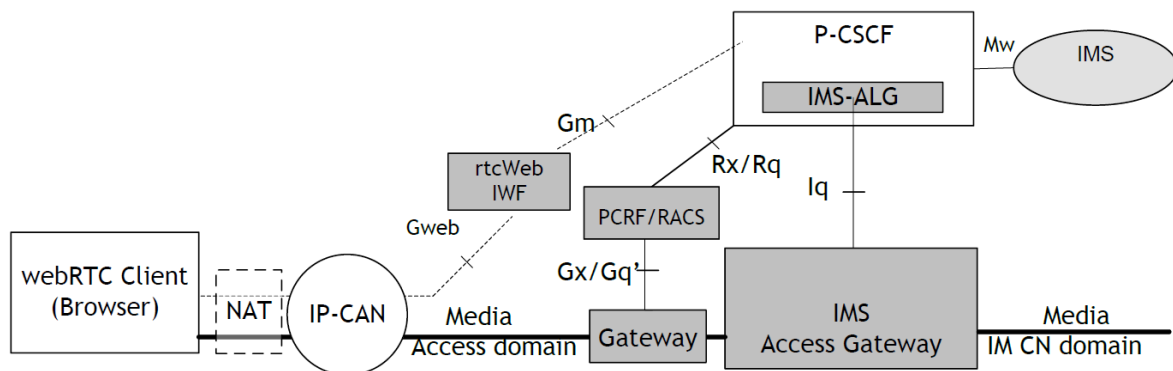 P-CSCF
Mw
IMS
IMS-ALG
Gm
Rx/Rq
rtcWeb
IWF
Iq
PCRF/RACS
Gweb
webRTC Client
(Browser)
NAT
IP-CAN
Gx/Gq'
Media
Access domain
Gateway
IMS
Access Gateway
Media
IM CN domain